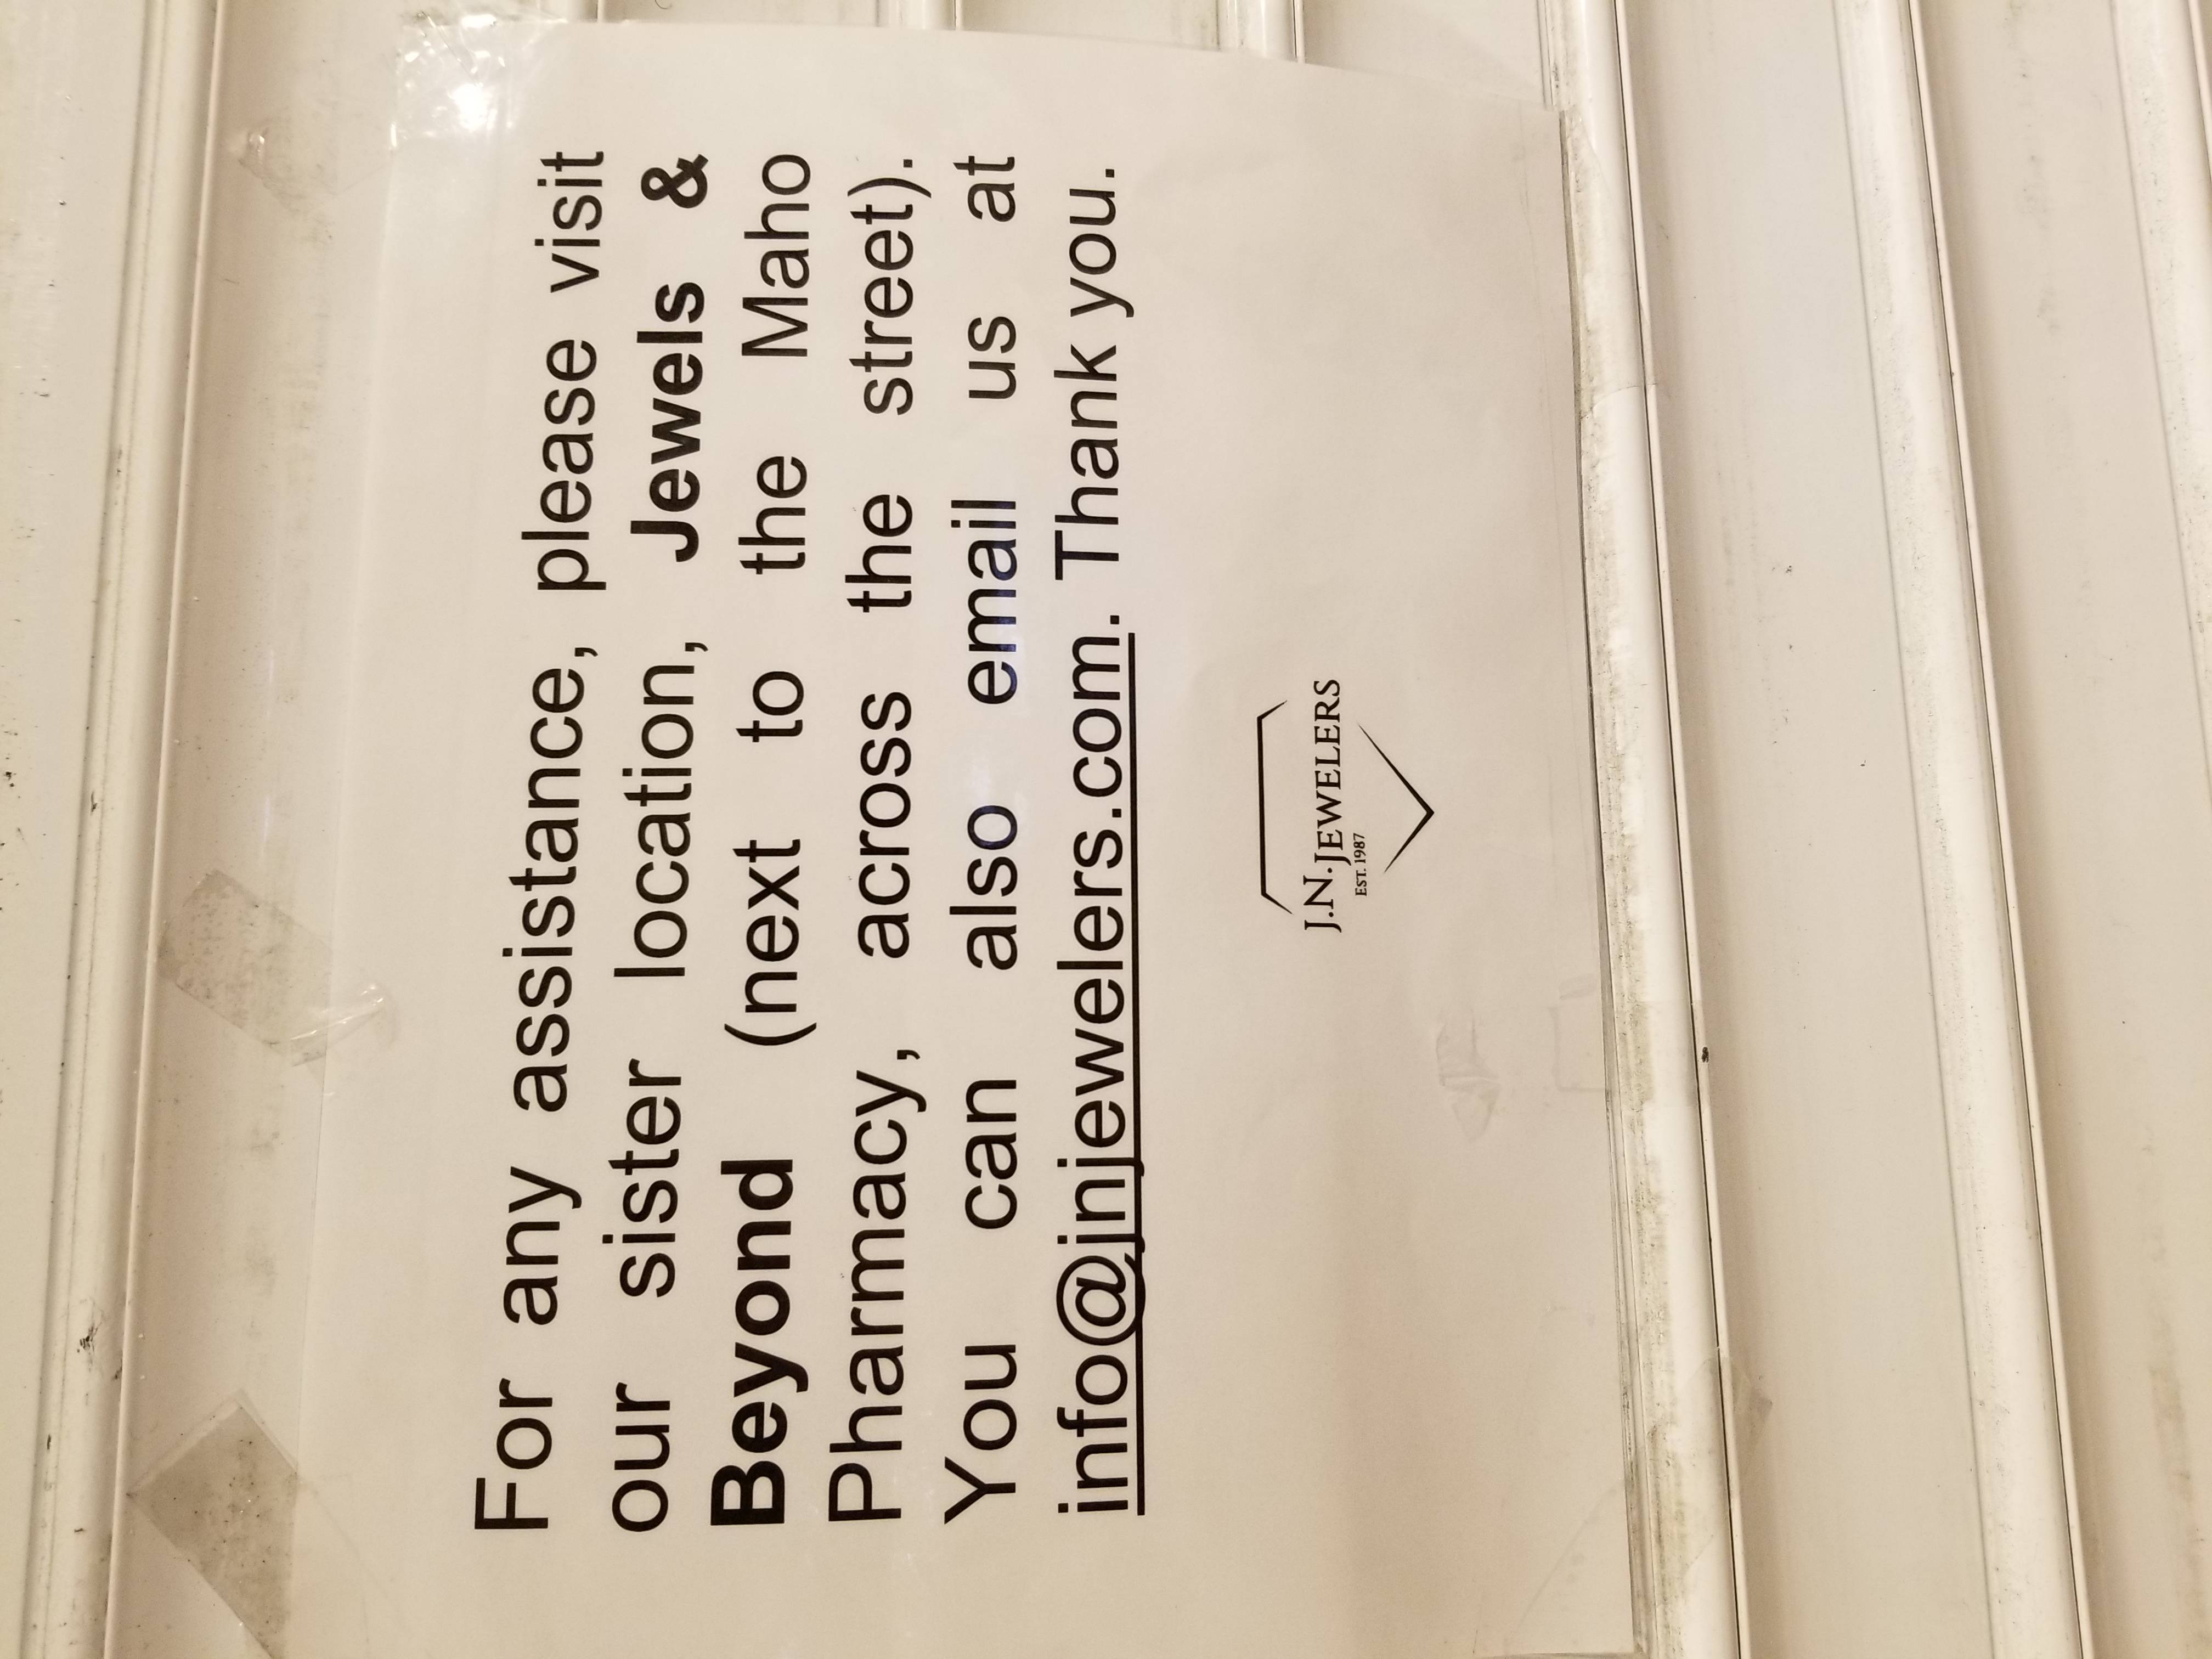 For any assistance, please visit
our sister location, Jewels &
Beyond (next to the Maho
Pharmacy, across the street).
You can also email us at
info@jnjewelers.com. Thank you.
J.N. JEWELERS
EST. 1987